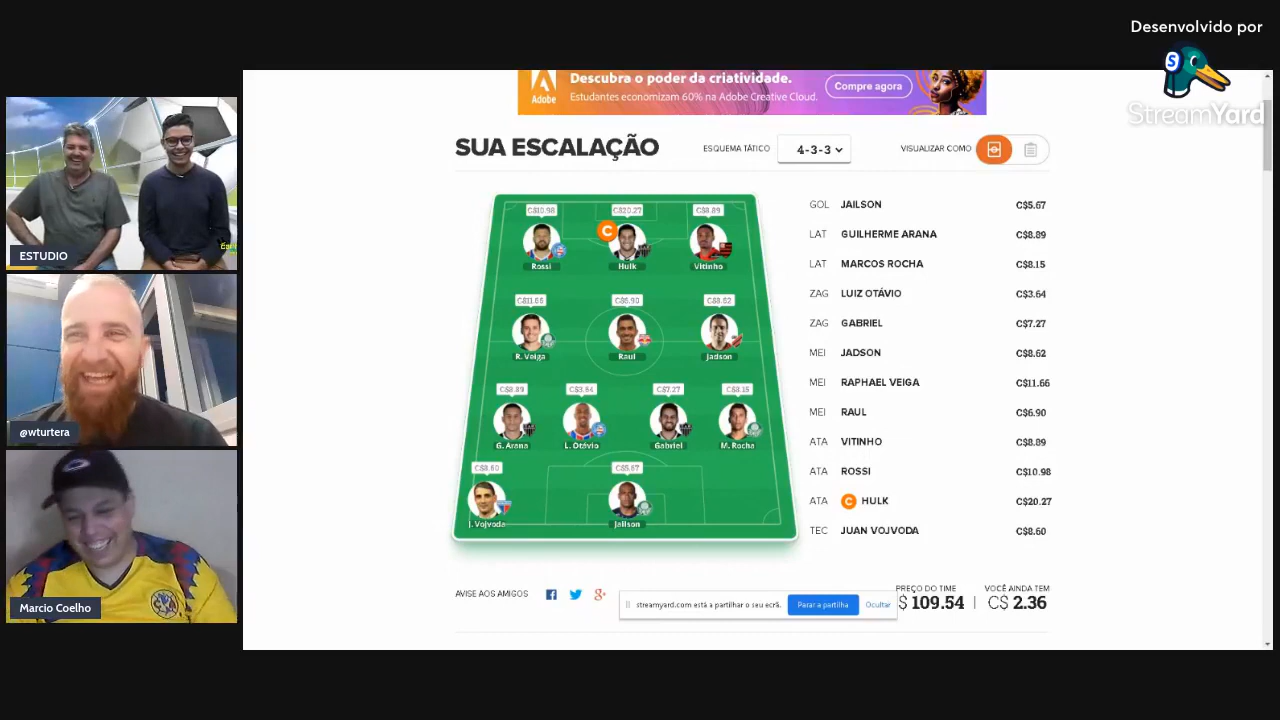 Desenvolvido por
StreamYard
Adobe
Descubra o poder da criatividade.
Estudantes economizam 60% na Adobe Creative Cloud.
Compre agora
SUA ESCALAÇÃO
ESQUEMA TÁTICO
4-3-3
VISUALIZAR COMO
C$10.98
C$20.27
C$8.89
C
Rossi
Hulk
Vitinho
C$11.66
C$6.90
C$8.62
R. Veiga
Raul
Jadson
C$8.89
C$3.64
C$7.27
C$8.15
G. Arana
L. Otávio
Gabriel
M. Rocha
C$8.60
C$5.67
J. Vojvoda
Jailson
GOL JAILSON C$5.67
LAT GUILHERME ARANA C$8.89
LAT MARCOS ROCHA C$8.15
ZAG LUIZ OTÁVIO C$3.64
ZAG GABRIEL C$7.27
MEI JADSON C$8.62
MEI RAPHAEL VEIGA C$11.66
MEI RAUL C$6.90
ATA VITINHO C$8.89
ATA ROSSI C$10.98
ATA C HULK C$20.27
TEC JUAN VOJVODA C$8.60
AVISE AOS AMIGOS
streamyard.com está a partilhar o seu ecrã.
Parar a partilha
Ocultar
PREÇO DO TIME
$ 109.54
VOCÊ AINDA TEM
C$ 2.36
ESTUDIO
@wturtera
Marcio Coelho